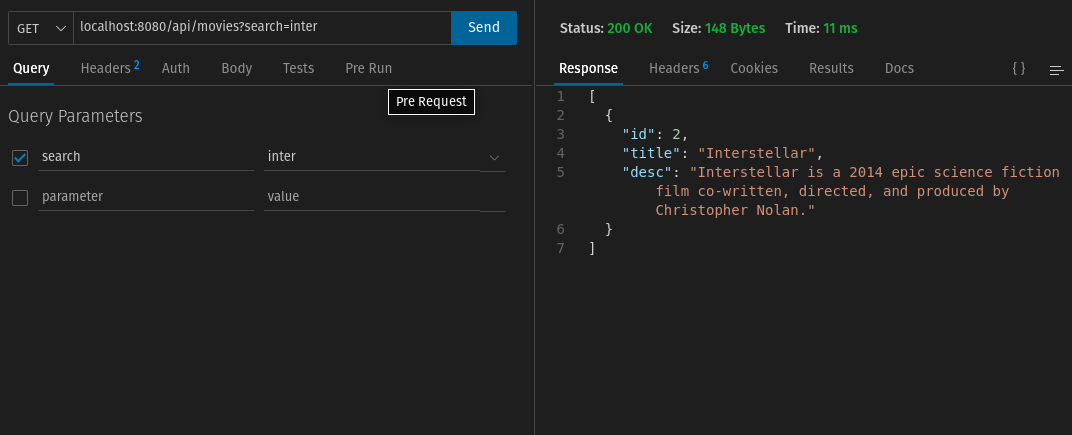 GET localhost:8080/api/movies?search=inter Send
Query Headers 2 Auth Body Tests Pre Run
Pre Request
Query Parameters
search inter
parameter value
Status: 200 OK Size: 148 Bytes Time: 11 ms
Response Headers 6 Cookies Results Docs { }
1 [
2 {
3 "id": 2,
4 "title": "Interstellar",
5 "desc": "Interstellar is a 2014 epic science fiction
film co-written, directed, and produced by
Christopher Nolan."
6 }
7 ]